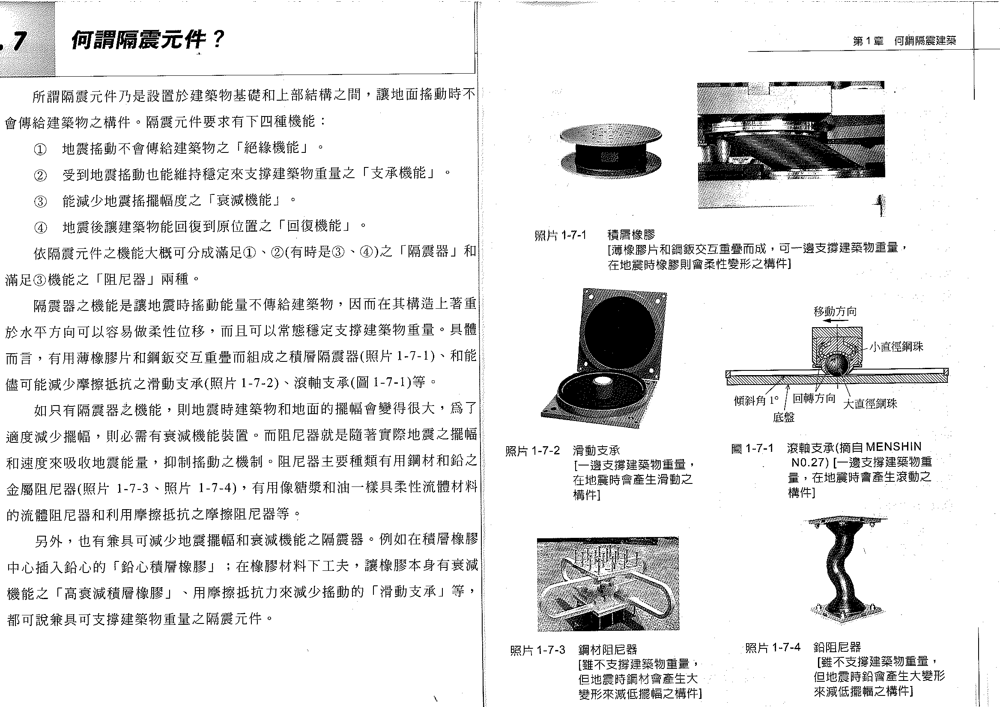 .7 何謂隔震元件？
所謂隔震元件乃是設置於建築物基礎和上部結構之間，讓地面搖動時不
會傳給建築物之構件。隔震元件要求有下四種機能：
① 地震搖動不會傳給建築物之「絕緣機能」。
② 受到地震搖動也能維持穩定來支撐建築物重量之「支承機能」。
③ 能減少地震搖擺幅度之「衰減機能」。
④ 地震後讓建築物能回復到原位置之「回復機能」。
依隔震元件之機能大概可分成滿足①、②(有時是③、④)之「隔震器」和
滿足③機能之「阻尼器」兩種。
隔震器之機能是讓地震時搖動能量不傳給建築物，因而在其構造上著重
於水平方向可以容易做柔性位移，而且可以常態穩定支撐建築物重量。具體
而言，有用薄橡膠片和鋼鈑交互重疊而組成之積層隔震器(照片1-7-1)、和能
儘可能減少摩擦抵抗之滑動支承(照片1-7-2)、滾軸支承(圖1-7-1)等。
如只有隔震器之機能，則地震時建築物和地面的擺幅會變得很大，為了
適度減少擺幅，則必需有衰減機能裝置。而阻尼器就是隨著實際地震之擺幅
和速度來吸收地震能量，抑制搖動之機制。阻尼器主要種類有用鋼材和鉛之
金屬阻尼器(照片 1-7-3、照片 1-7-4)，有用像糖漿和油一樣具柔性流體材料
的流體阻尼器和利用摩擦抵抗之摩擦阻尼器等。
另外，也有兼具可減少地震擺幅和衰減機能之隔震器。例如在積層橡膠
中心插入鉛心的「鉛心積層橡膠」；在橡膠材料下工夫，讓橡膠本身有衰減
機能之「高衰減積層橡膠」、用摩擦抵抗力來減少搖動的「滑動支承」等，
都可說兼具可支撐建築物重量之隔震元件。
第1章 何謂隔震建築
照片1-7-1 積層橡膠
[薄橡膠片和鋼鈑交互重疊而成，可一邊支撐建築物重量，
在地震時橡膠則會柔性變形之構件]
移動方向
小直徑鋼珠
傾斜角1° 回轉方向 大直徑鋼珠
底盤
照片1-7-2 滑動支承
[一邊支撐建築物重量，
在地震時會產生滑動之
構件]
圖1-7-1 滾軸支承(摘自MENSHIN
N0.27) [一邊支撐建築物重
量，在地震時會產生滾動之
構件]
照片1-7-3 鋼材阻尼器
[雖不支撐建築物重量，
但地震時鋼材會產生大
變形來減低擺幅之構件]
照片1-7-4 鉛阻尼器
[雖不支撐建築物重量，
但地震時鉛會產生大變形
來減低擺幅之構件]